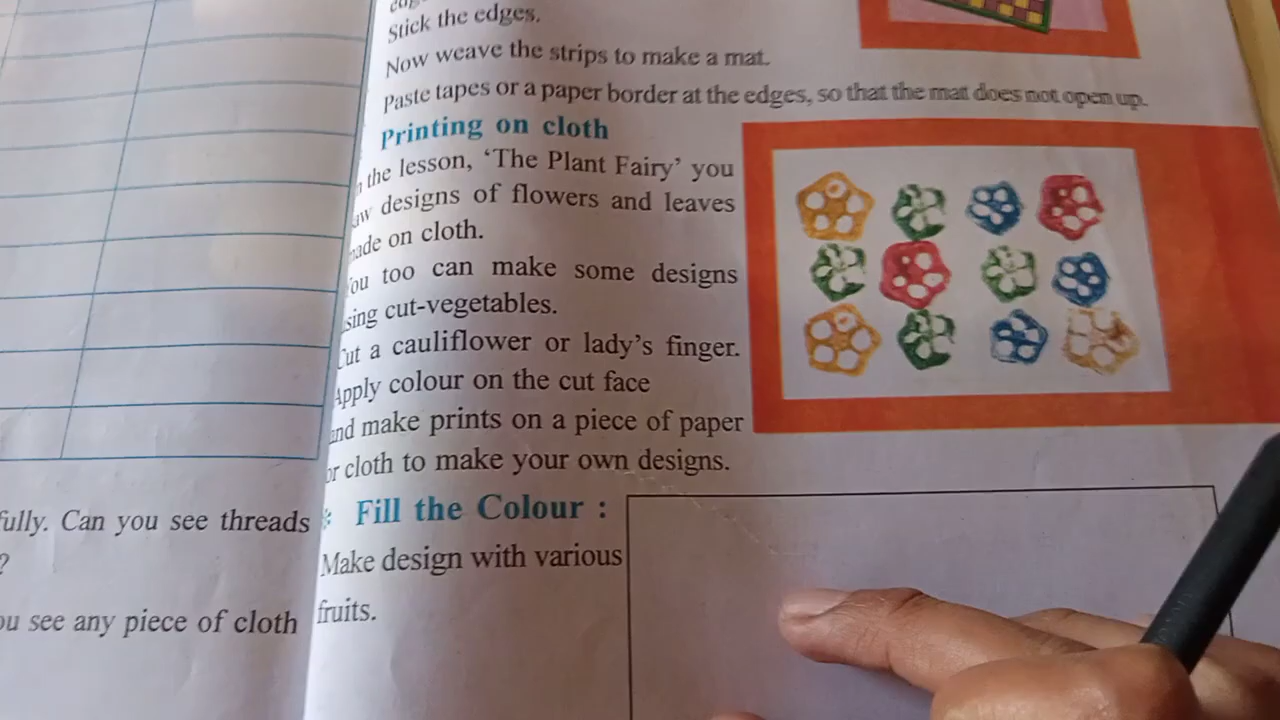 Stick the edges.
Now weave the strips to make a mat.
Paste tapes or a paper border at the edges, so that the mat does not open up.
Printing on cloth
the lesson, ‘The Plant Fairy’ you
designs of flowers and leaves
on cloth.
too can make some designs
cut-vegetables.
Cut a cauliflower or lady’s finger.
Apply colour on the cut face
and make prints on a piece of paper
or cloth to make your own designs.
Fill the Colour :
Make design with various
fruits.
fully. Can you see threads
?
ou see any piece of cloth